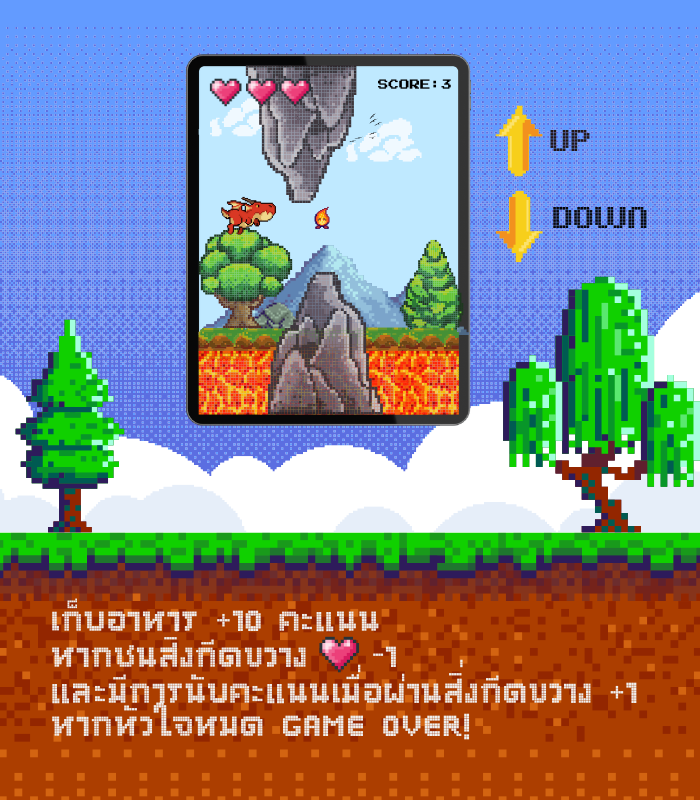 SCORE:3
UP
DOWN
เก็บอาหาร +10 คะแนน
หากชนสิ่งกีดขวาง -1
และมีการนับคะแนนเมื่อผ่านสิ่งกีดขวาง +1
หากหัวใจหมด GAME OVER!